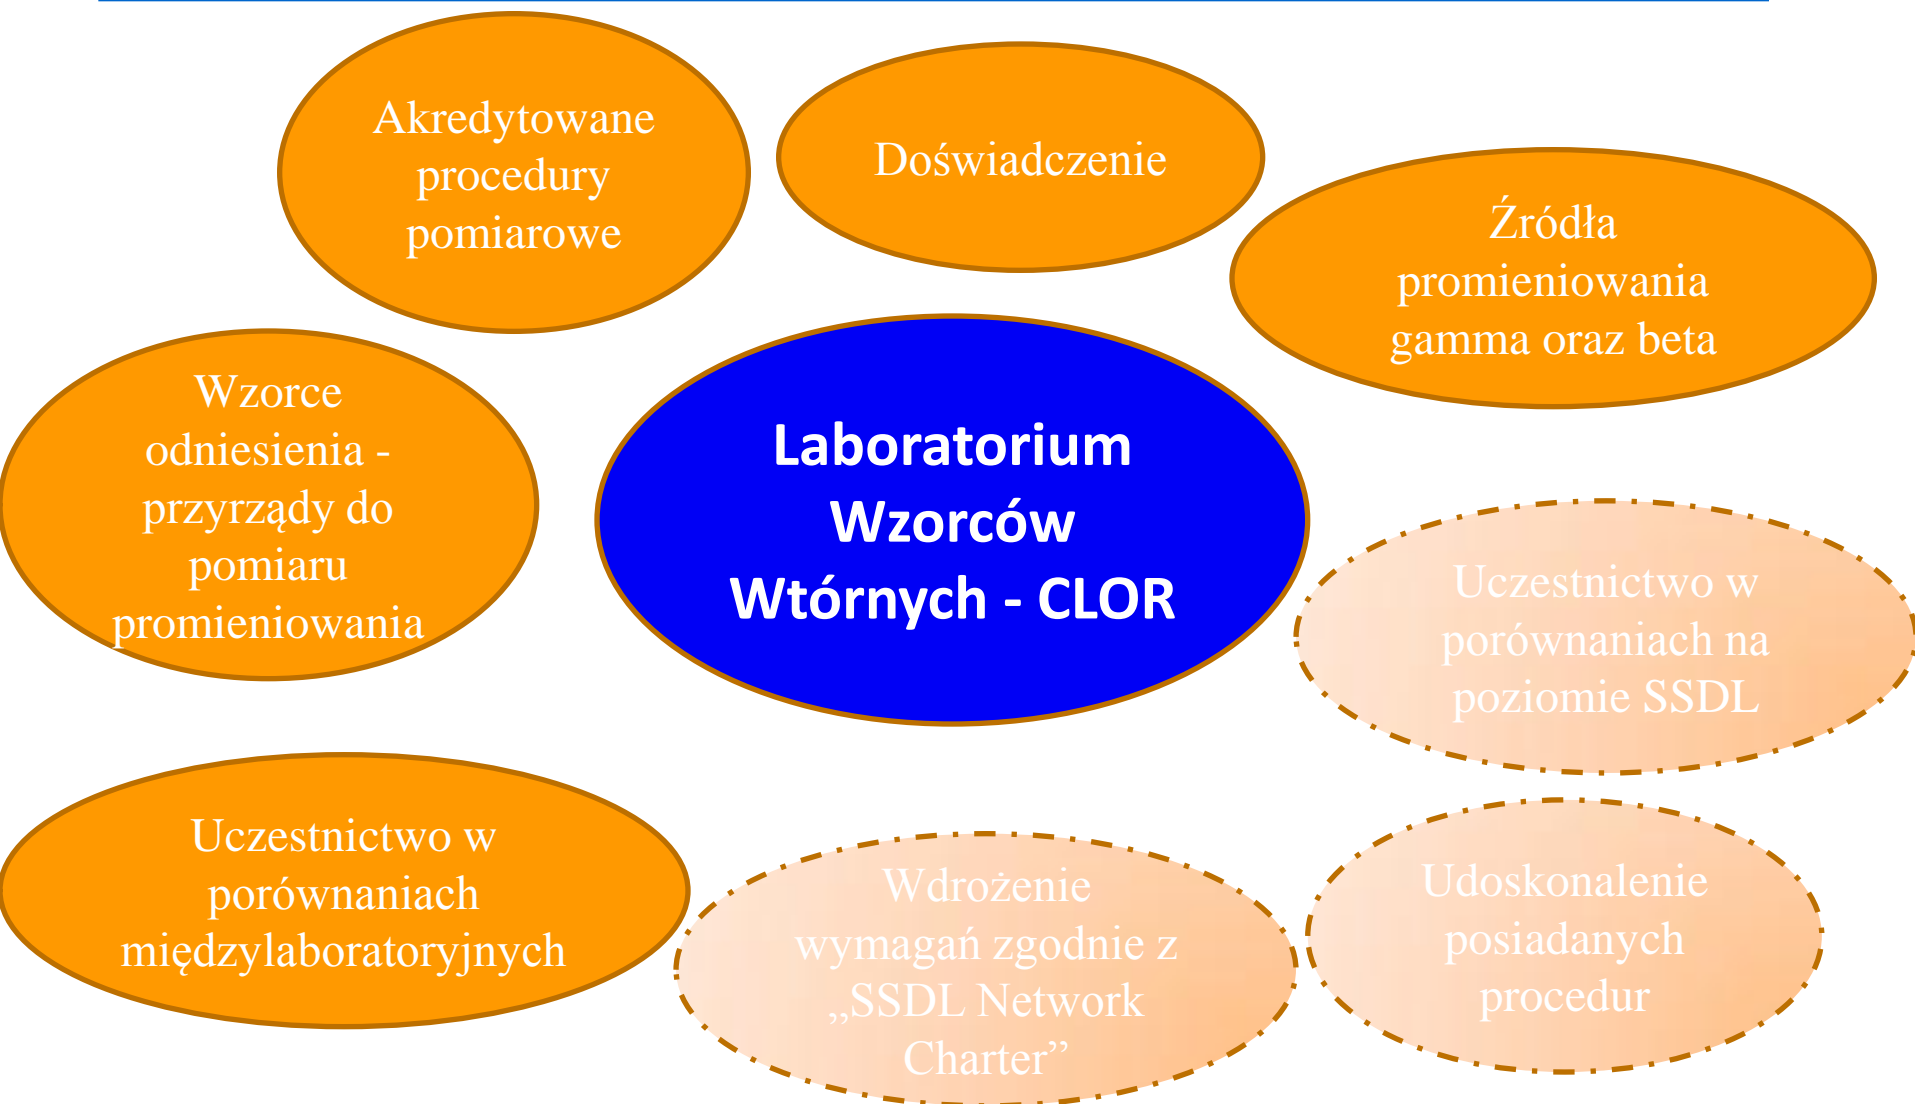 Akredytowane
procedury
pomiarowe
Doświadczenie
Źródła
promieniowania
gamma oraz beta
Wzorce
odniesienia -
przyrządy do
pomiaru
promieniowania
Laboratorium
Wzorców
Wtórnych - CLOR
Uczestnictwo w
porównaniach na
poziomie SSDL
Uczestnictwo w
porównaniach
międzylaboratoryjnych
Wdrożenie
wymagań zgodnie z
„SSDL Network
Charter”
Udoskonalenie
posiadanych
procedur